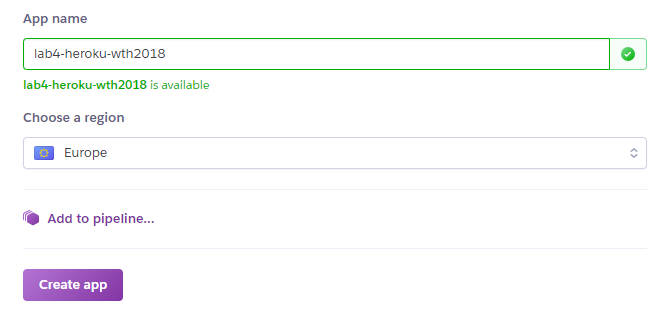 App name
lab4-heroku-wth2018
lab4-heroku-wth2018 is available
Choose a region
Europe
Add to pipeline...
Create app